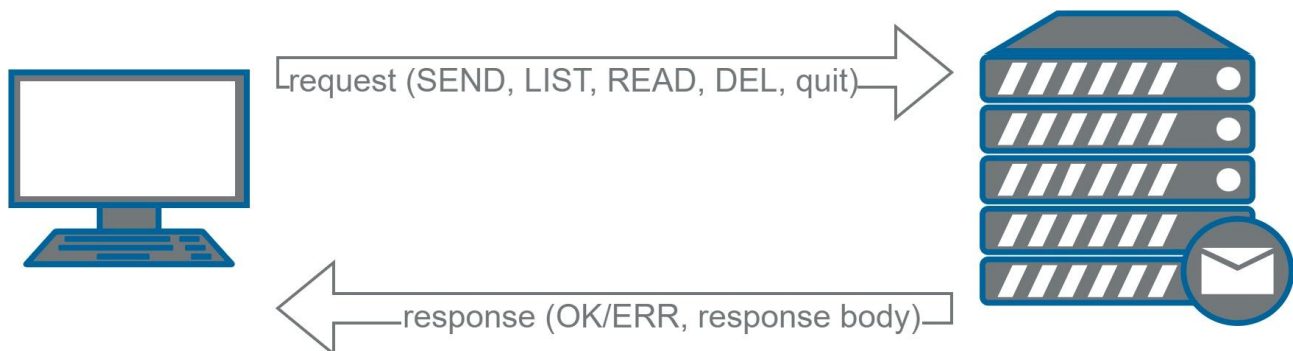 request (SEND, LIST, READ, DEL, quit)
response (OK/ERR, response body)